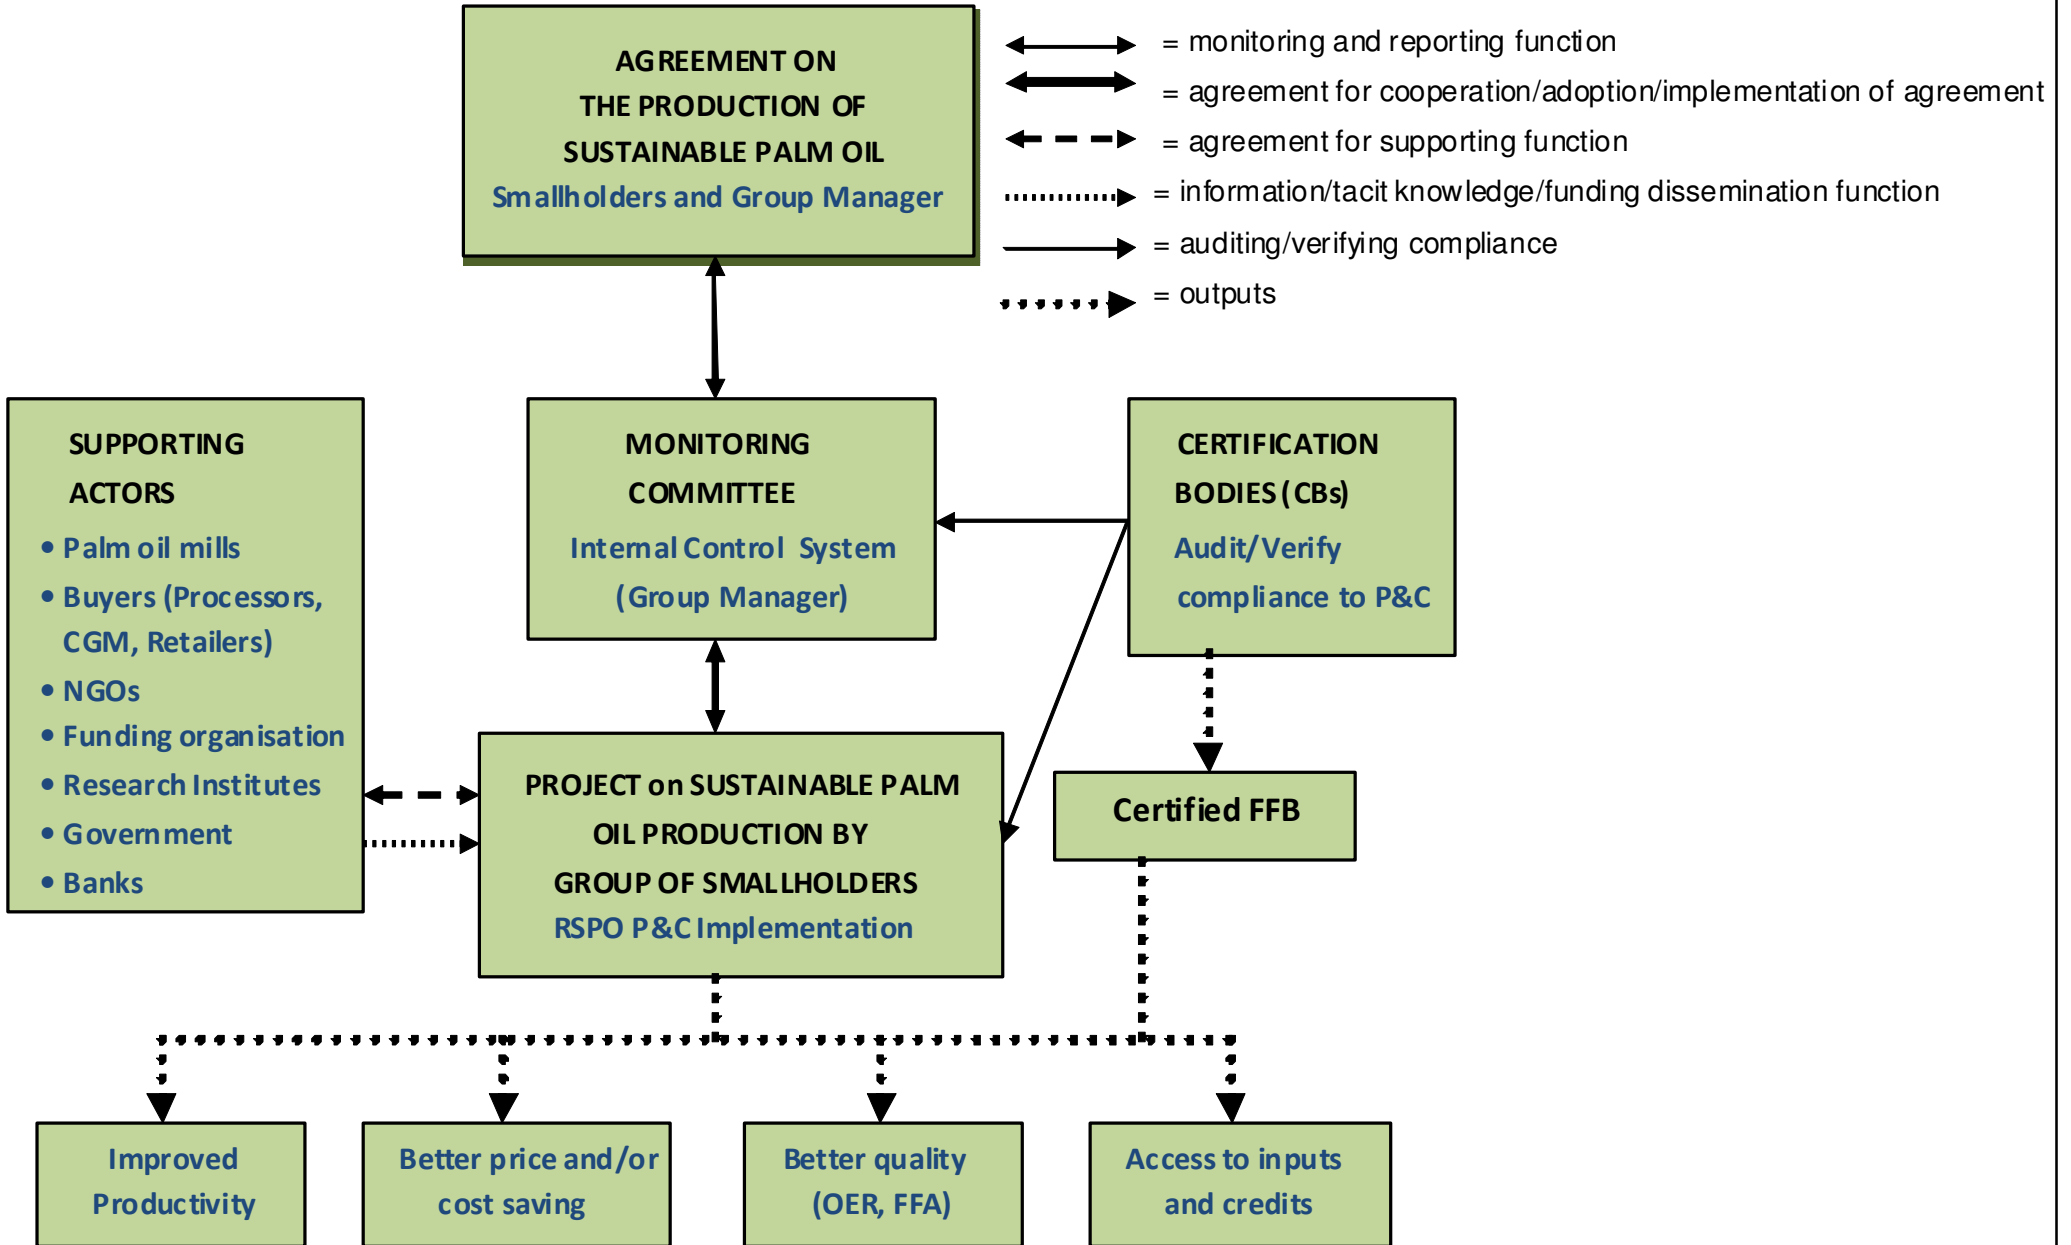 AGREEMENT ON
THE PRODUCTION OF
SUSTAINABLE PALM OIL
Smallholders and Group Manager
= monitoring and reporting function
= agreement for cooperation/adoption/implementation of agreement
= agreement for supporting function
= information/tacit knowledge/funding dissemination function
= auditing/verifying compliance
= outputs
SUPPORTING
ACTORS
• Palm oil mills
• Buyers (Processors,
CGM, Retailers)
• NGOs
• Funding organisation
• Research Institutes
• Government
• Banks
MONITORING
COMMITTEE
Internal Control System
(Group Manager)
CERTIFICATION
BODIES (CBs)
Audit/Verify
compliance to P&C
PROJECT on SUSTAINABLE PALM
OIL PRODUCTION BY
GROUP OF SMALLHOLDERS
RSPO P&C Implementation
Certified FFB
Improved
Productivity
Better price and/or
cost saving
Better quality
(OER, FFA)
Access to inputs
and credits